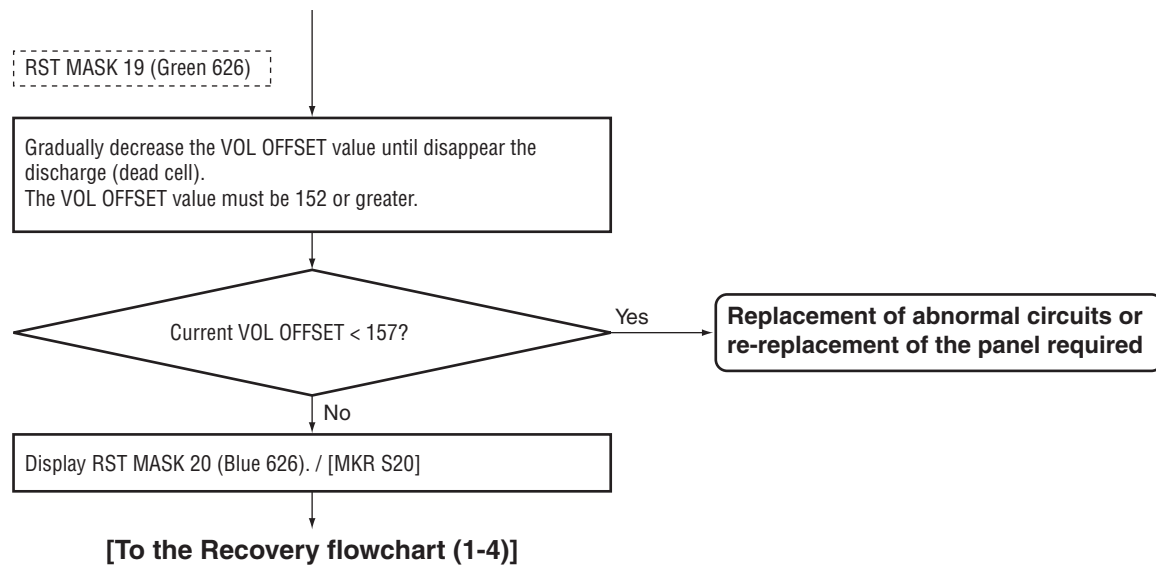 RST MASK 19 (Green 626)
Gradually decrease the VOL OFFSET value until disappear the
discharge (dead cell).
The VOL OFFSET value must be 152 or greater.
Current VOL OFFSET < 157?
Yes
Replacement of abnormal circuits or
re-replacement of the panel required
No
Display RST MASK 20 (Blue 626). / [MKR S20]
[To the Recovery flowchart (1-4)]